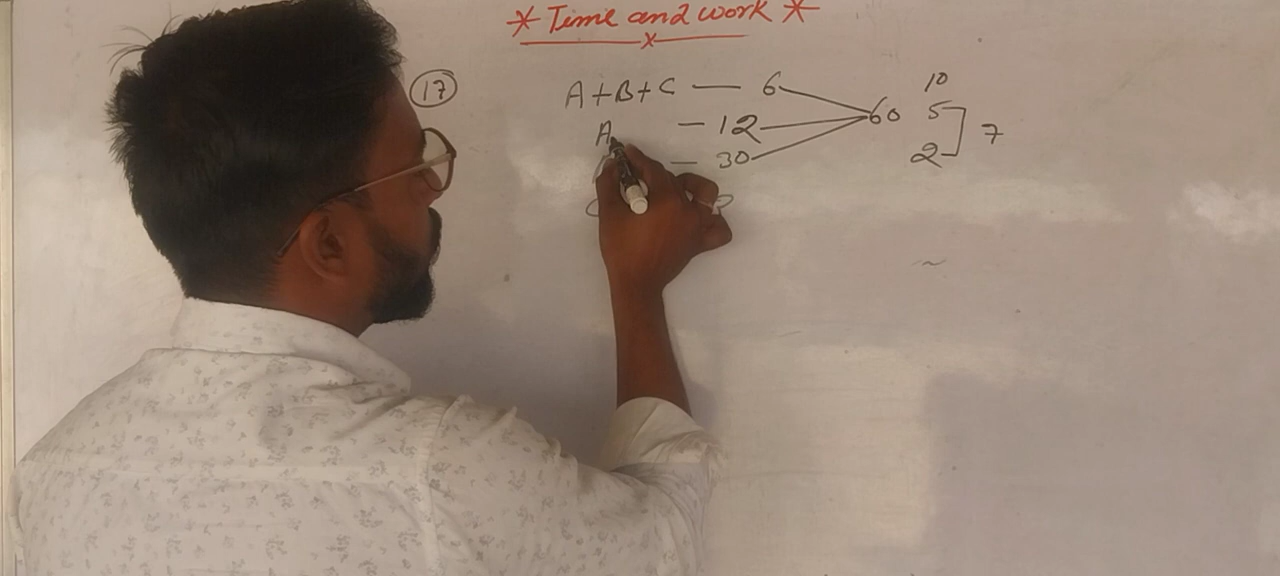 * Time and work *
x
17 A+B+C — 6 60 10
A — 12 5
— 30 2 7